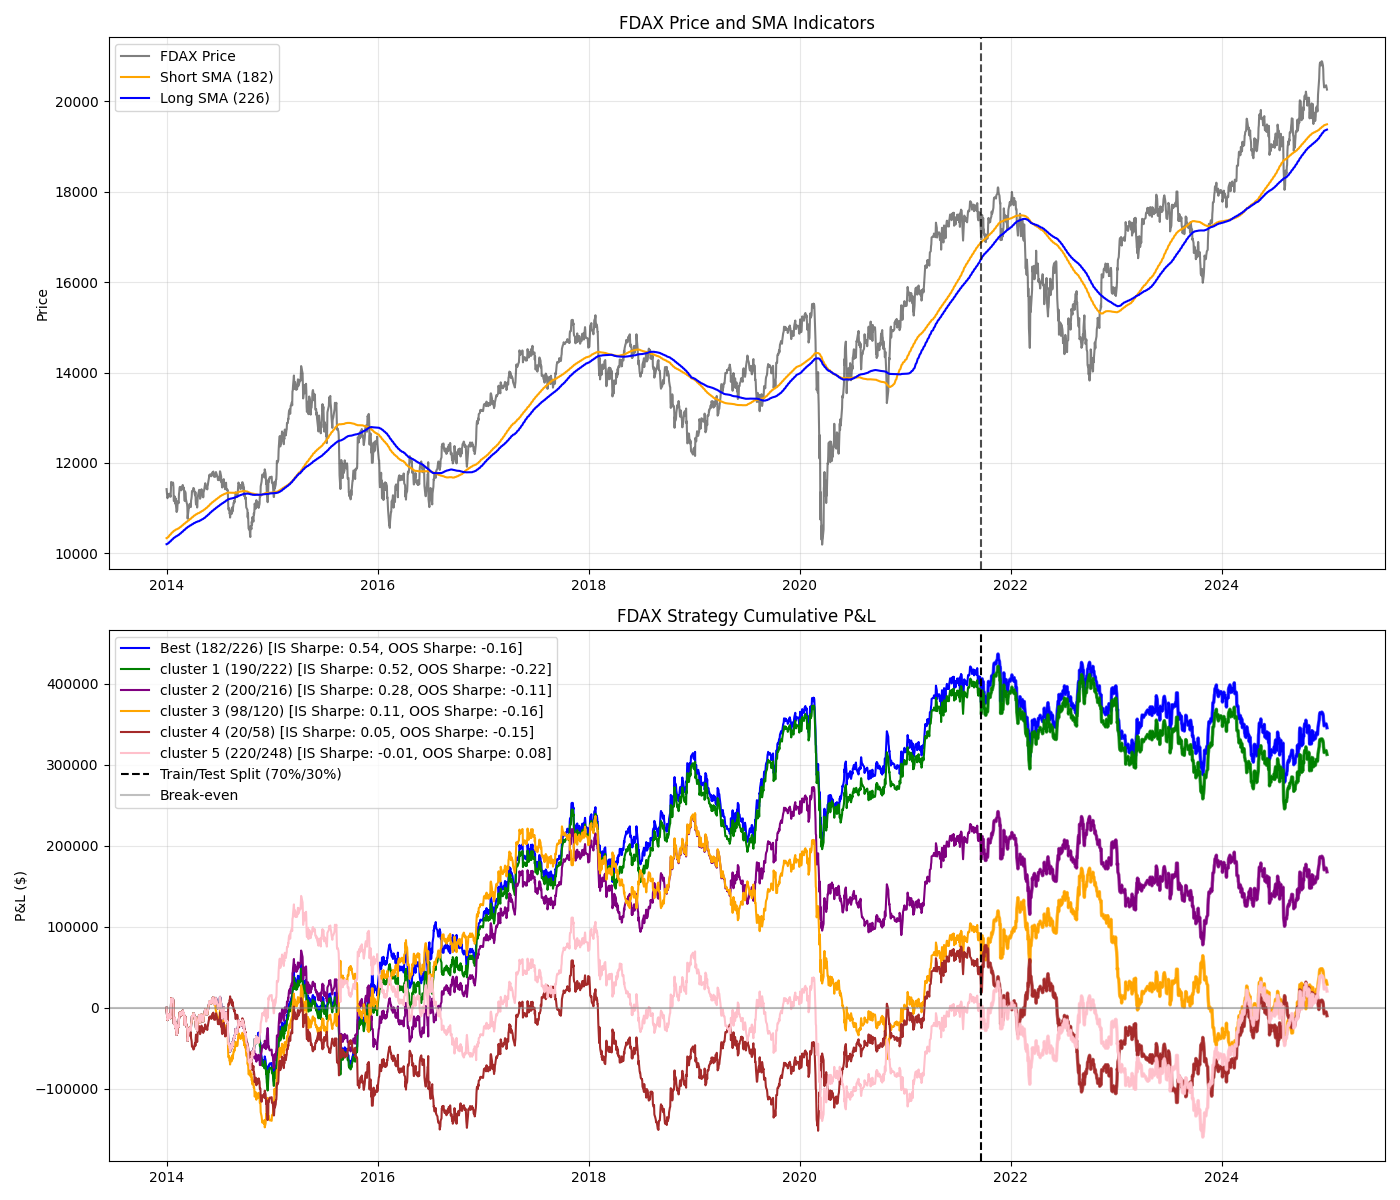 FDAX Price and SMA Indicators
FDAX Price
Short SMA (182)
Long SMA (226)
Price
20000
18000
16000
14000
12000
10000
2014 2016 2018 2020 2022 2024
FDAX Strategy Cumulative P&L
Best (182/226) [IS Sharpe: 0.54, OOS Sharpe: -0.16]
cluster 1 (190/222) [IS Sharpe: 0.52, OOS Sharpe: -0.22]
cluster 2 (200/216) [IS Sharpe: 0.28, OOS Sharpe: -0.11]
cluster 3 (98/120) [IS Sharpe: 0.11, OOS Sharpe: -0.16]
cluster 4 (20/58) [IS Sharpe: 0.05, OOS Sharpe: -0.15]
cluster 5 (220/248) [IS Sharpe: -0.01, OOS Sharpe: 0.08]
Train/Test Split (70%/30%)
Break-even
P&L ($)
400000
300000
200000
100000
0
−100000
2014 2016 2018 2020 2022 2024